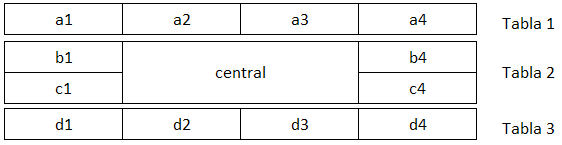 a1 a2 a3 a4 Tabla 1
b1 central b4 Tabla 2
c1 c4
d1 d2 d3 d4 Tabla 3